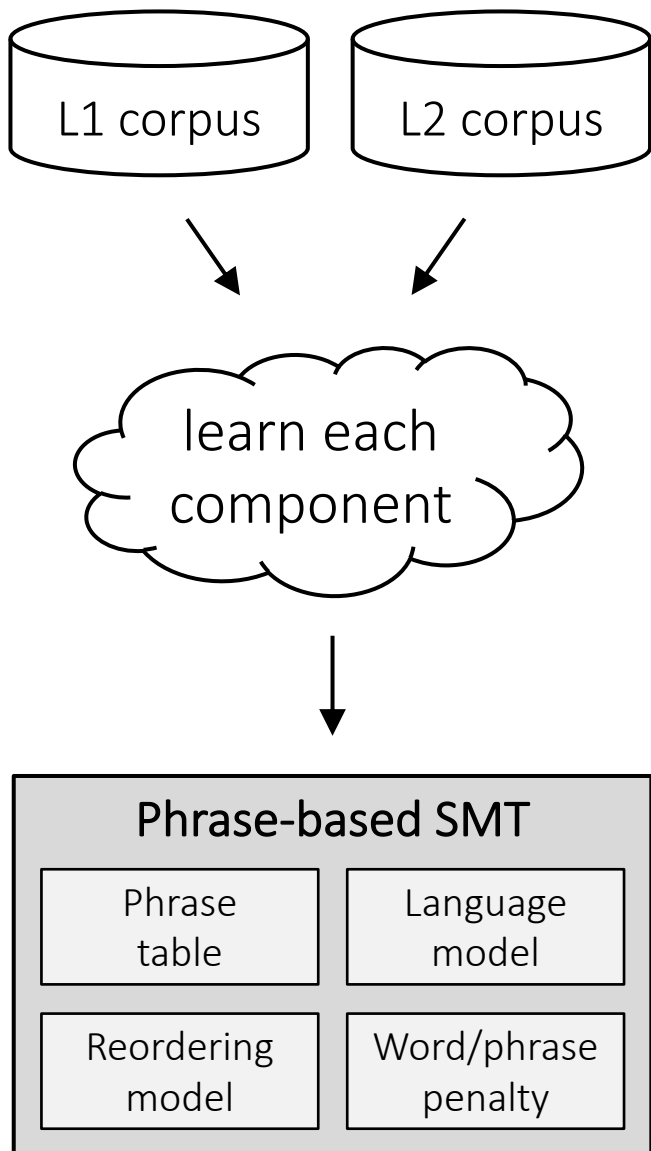 L1 corpus
L2 corpus
learn each
component
Phrase-based SMT
Phrase
table
Language
model
Reordering
model
Word/phrase
penalty